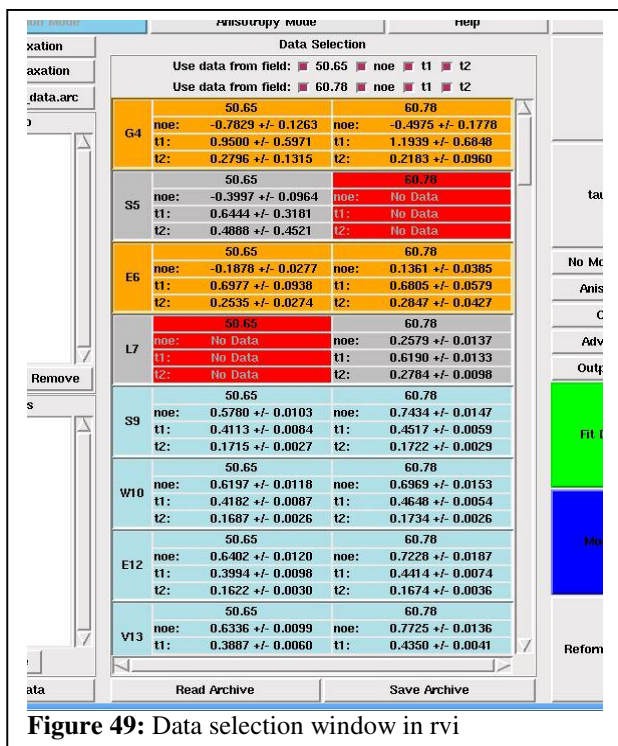 Anisotropy Mode Help
xation
axation
_data.arc
Remove
s
ata
Data Selection
Use data from field: 50.65 noe t1 t2
Use data from field: 60.78 noe t1 t2
G4
50.65 60.78
noe: -0.7829 +/- 0.1263 noe: -0.4975 +/- 0.1778
t1: 0.9500 +/- 0.5971 t1: 1.1939 +/- 0.6848
t2: 0.2796 +/- 0.1315 t2: 0.2183 +/- 0.0960
S5
50.65 60.78
noe: -0.3997 +/- 0.0964 noe: No Data
t1: 0.6444 +/- 0.3181 t1: No Data
t2: 0.4888 +/- 0.4521 t2: No Data
E6
50.65 60.78
noe: -0.1878 +/- 0.0277 noe: 0.1361 +/- 0.0385
t1: 0.6977 +/- 0.0938 t1: 0.6805 +/- 0.0579
t2: 0.2535 +/- 0.0274 t2: 0.2847 +/- 0.0427
L7
50.65 60.78
noe: No Data noe: 0.2579 +/- 0.0137
t1: No Data t1: 0.6190 +/- 0.0133
t2: No Data t2: 0.2784 +/- 0.0098
S9
50.65 60.78
noe: 0.5780 +/- 0.0103 noe: 0.7434 +/- 0.0147
t1: 0.4113 +/- 0.0084 t1: 0.4517 +/- 0.0059
t2: 0.1715 +/- 0.0027 t2: 0.1722 +/- 0.0029
W10
50.65 60.78
noe: 0.6197 +/- 0.0118 noe: 0.6969 +/- 0.0153
t1: 0.4182 +/- 0.0087 t1: 0.4648 +/- 0.0054
t2: 0.1687 +/- 0.0026 t2: 0.1734 +/- 0.0026
E12
50.65 60.78
noe: 0.6402 +/- 0.0120 noe: 0.7228 +/- 0.0187
t1: 0.3994 +/- 0.0098 t1: 0.4414 +/- 0.0074
t2: 0.1622 +/- 0.0030 t2: 0.1674 +/- 0.0036
V13
50.65 60.78
noe: 0.6336 +/- 0.0099 noe: 0.7725 +/- 0.0136
t1: 0.3887 +/- 0.0060 t1: 0.4350 +/- 0.0041
Read Archive Save Archive
tau
No Mo
Anis
Adv
Outp
Fit
Mo
Reform
Figure 49: Data selection window in rvi